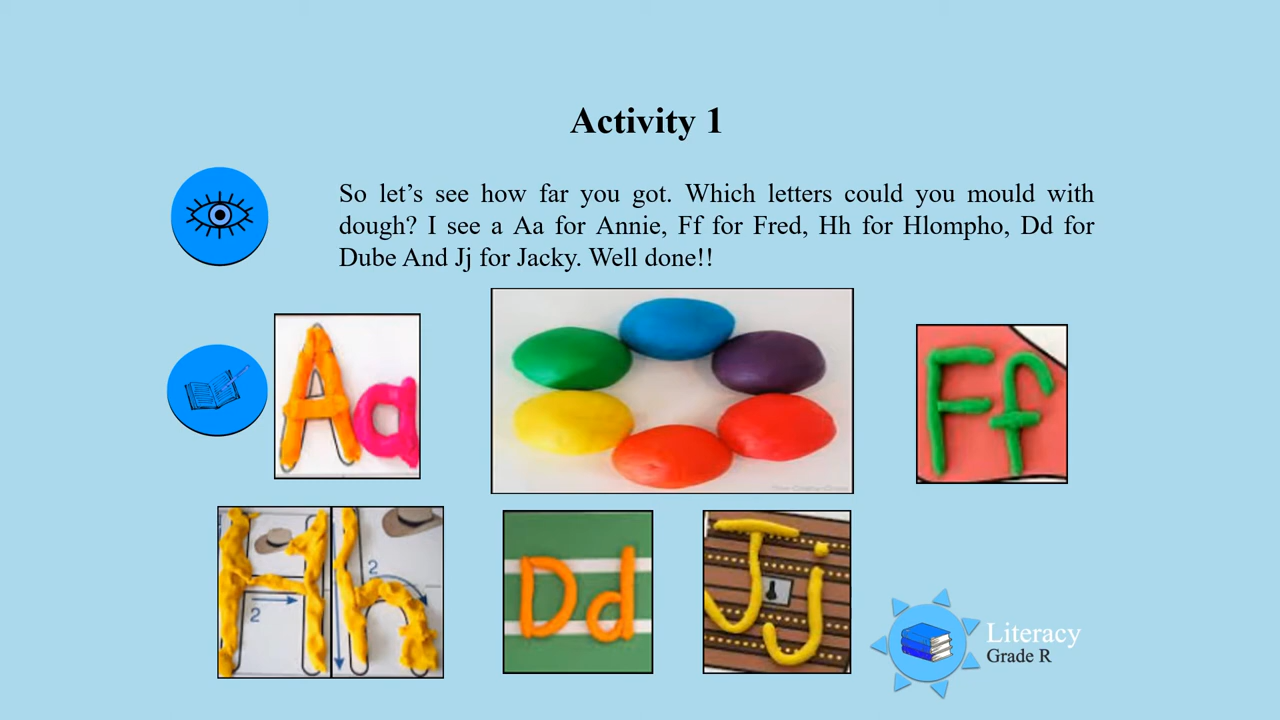 Activity 1
So let's see how far you got. Which letters could you mould with
dough? I see a Aa for Annie, Ff for Fred, Hh for Hlompho, Dd for
Dube And Jj for Jacky. Well done!!
Aa
Ff
Hh
2
2
Dd
Jj
Literacy
Grade R